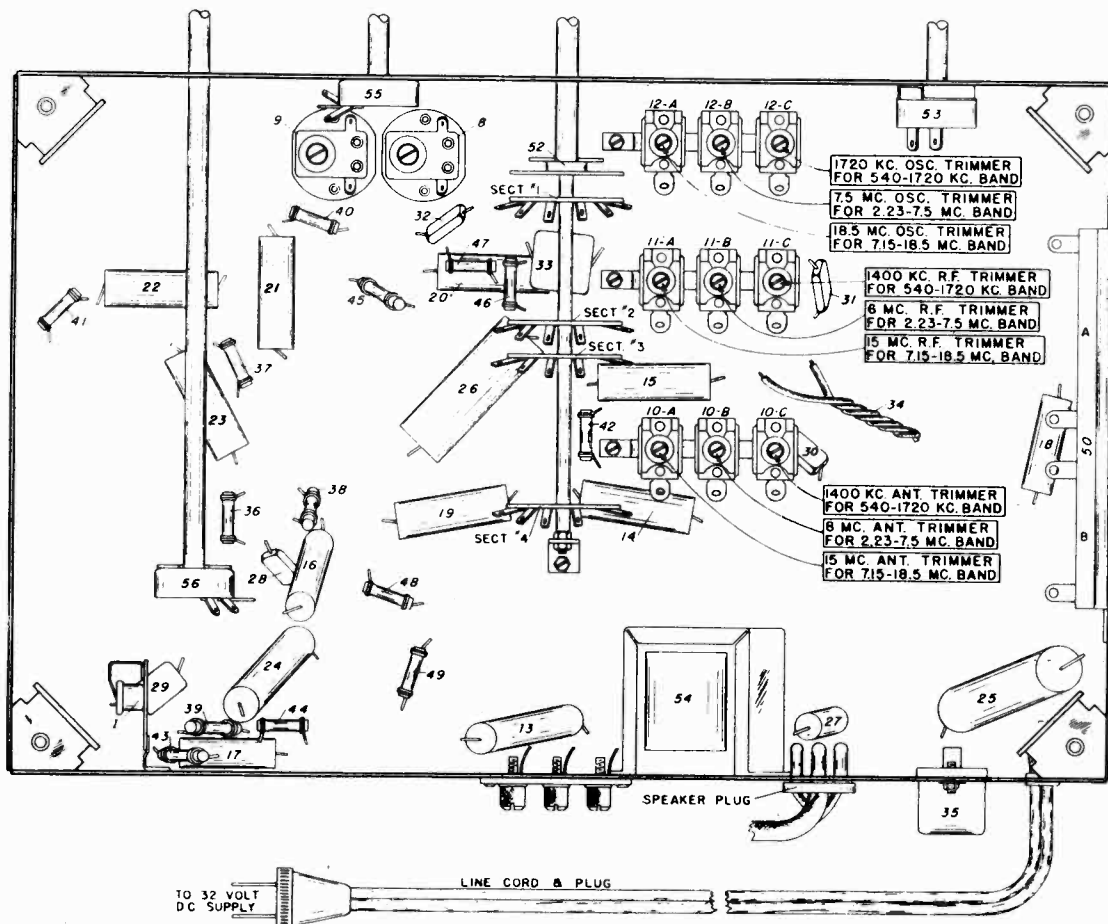 55
9
8
12-A 12-B 12-C
53
52
SECT #1
1720 KC. OSC. TRIMMER
FOR 540-1720 KC. BAND
7.5 MC. OSC. TRIMMER
FOR 2.23-7.5 MC. BAND
18.5 MC. OSC. TRIMMER
FOR 7.15-18.5 MC. BAND
40
32
47
33
20
46
45
21
22
41
11-A 11-B 11-C
31
1400 KC. R.F. TRIMMER
FOR 540-1720 KC. BAND
6 MC. R.F. TRIMMER
FOR 2.23-7.5 MC. BAND
15 MC. R.F. TRIMMER
FOR 7.15-18.5 MC. BAND
SECT #2
SECT. #3
37
23
26
15
34
A
50
B
18
42
10-A 10-B 10-C
30
1400 KC. ANT. TRIMMER
FOR 540-1720 KC. BAND
6 MC. ANT. TRIMMER
FOR 2.23-7.5 MC. BAND
15 MC. ANT. TRIMMER
FOR 7.15-18.5 MC. BAND
38
36
19
SECT #4
14
28
16
56
48
24
49
29
1
39
44
43
17
13
54
27
25
SPEAKER PLUG
35
LINE CORD & PLUG
TO 32 VOLT
DC SUPPLY